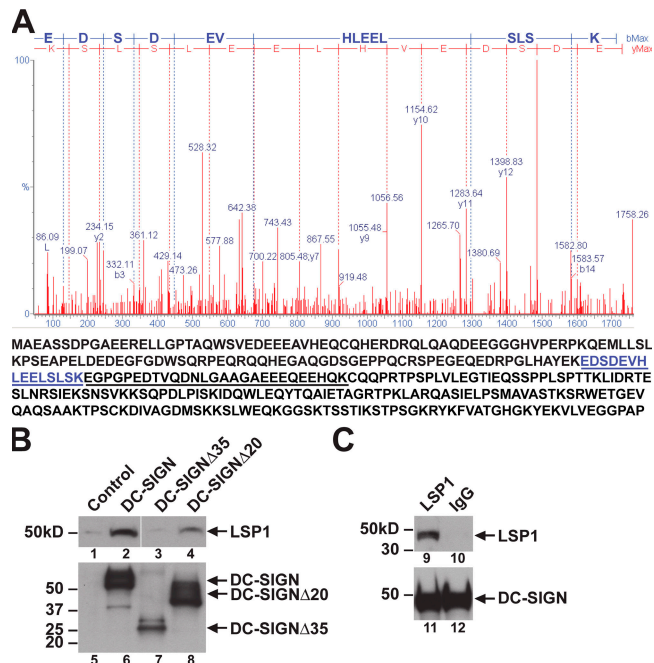 A
E D S D EV HLEEL SLS K bMax
K S L S L E E L H V E D S D E yMax
100
1154.62
y10
528.32
1398.83
y12
%
642.38
1056.56
1283.64
y11
234.15
y2
743.43
1758.26
86.09
L
361.12
577.88
867.55
1055.48
y9
1265.70
199.07
332.11
b3
429.14
700.22
805.48;y7
1380.69
1582.80
473.26
919.48
1583.57
b14
0
100 200 300 400 500 600 700 800 900 1000 1100 1200 1300 1400 1500 1600 1700
MAEASSDPGAEERELLGPTAQWSVEDEEEAVHEQCQHERDRQLQAQDEEGGGHVPERPKQEMLLSL
KPSEAPELDEDEGFGDWSQRPEQRQQHEGAQGDSGEPPQCRSPEGEQEDRPGLHAYEKEDSDEVH
LEELSLSKEGPGPEDTVQDNLGAAGAEEEQEEHQKCQQPRTPSPLVLEGTIEQSSPPLSPTTKLIDRTE
SLNRSIEKSNSVKKSQPDLPISKIDQWLEQYTQAIETAGRTPKLARQASIELPSMAVASTKSRWETGEV
QAQSAAKTPSCKDIVAGDMSKKSLWEQKGGSKTSSTIKSTPSGKRYKFVATGHGKYEKVLVEGGPAP
B
Control
DC-SIGN
DC-SIGNΔ35
DC-SIGNΔ20
50kD
LSP1
1 2 3 4
50
37
25
20
DC-SIGN
DC-SIGNΔ20
DC-SIGNΔ35
5 6 7 8
C
LSP1
IgG
50kD
30
LSP1
9 10
50
DC-SIGN
11 12